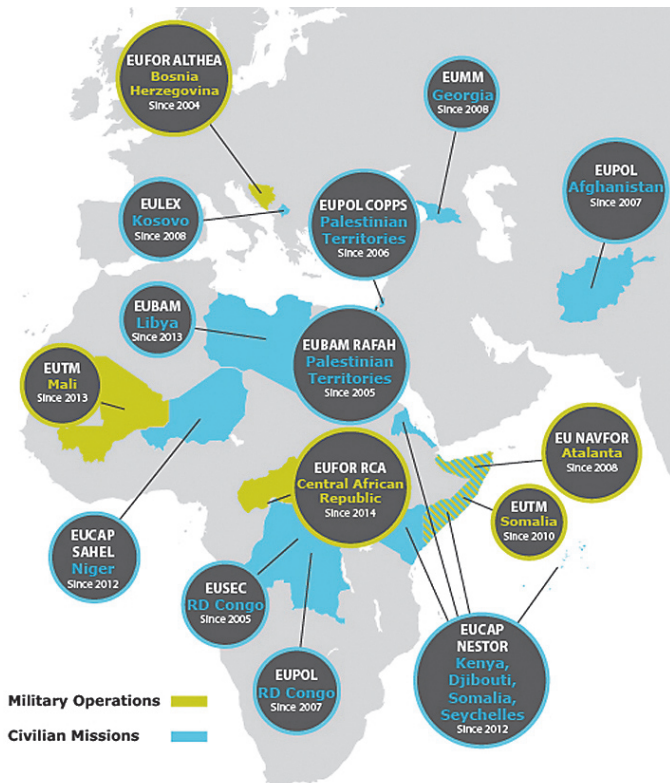 EUFOR ALTHEA
Bosnia
Herzegovina
Since 2004
EUMM
Georgia
Since 2008
EUPOL
Afghanistan
Since 2007
EULEX
Kosovo
Since 2008
EUPOL COPPS
Palestinian
Territories
Since 2006
EUBAM
Libya
Since 2013
EUBAM RAFAH
Palestinian
Territories
Since 2005
EUTM
Mali
Since 2013
EU NAVFOR
Atalanta
Since 2008
EUFOR RCA
Central African
Republic
Since 2014
EUTM
Somalia
Since 2010
EUCAP
SAHEL
Niger
Since 2012
EUSEC
RD Congo
Since 2005
EUPOL
RD Congo
Since 2007
EUCAP
NESTOR
Kenya,
Djibouti,
Somalia,
Seychelles
Since 2012
Military Operations
Civilian Missions